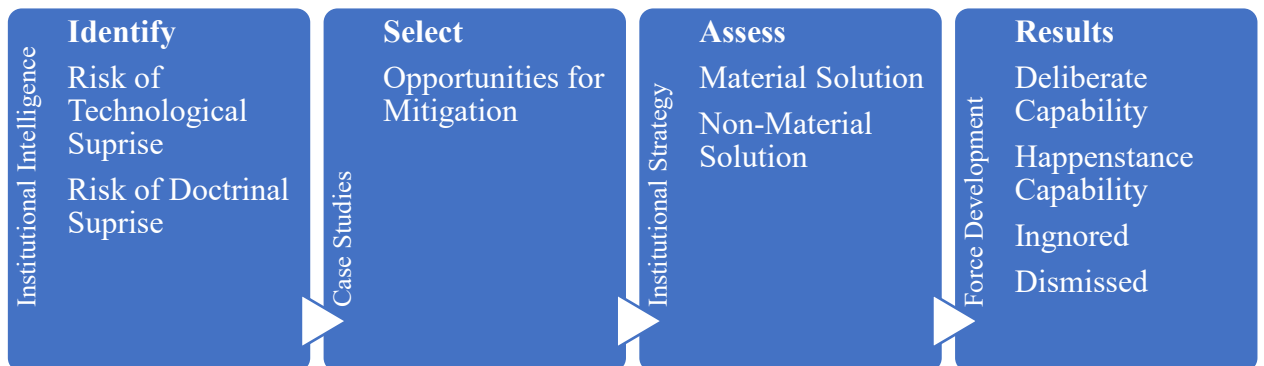 Institutional Intelligence
Identify
Risk of
Technological
Suprise
Risk of Doctrinal
Suprise
Case Studies
Select
Opportunities for
Mitigation
Institutional Strategy
Assess
Material Solution
Non-Material
Solution
Force Development
Results
Deliberate
Capability
Happenstance
Capability
Ingnored
Dismissed